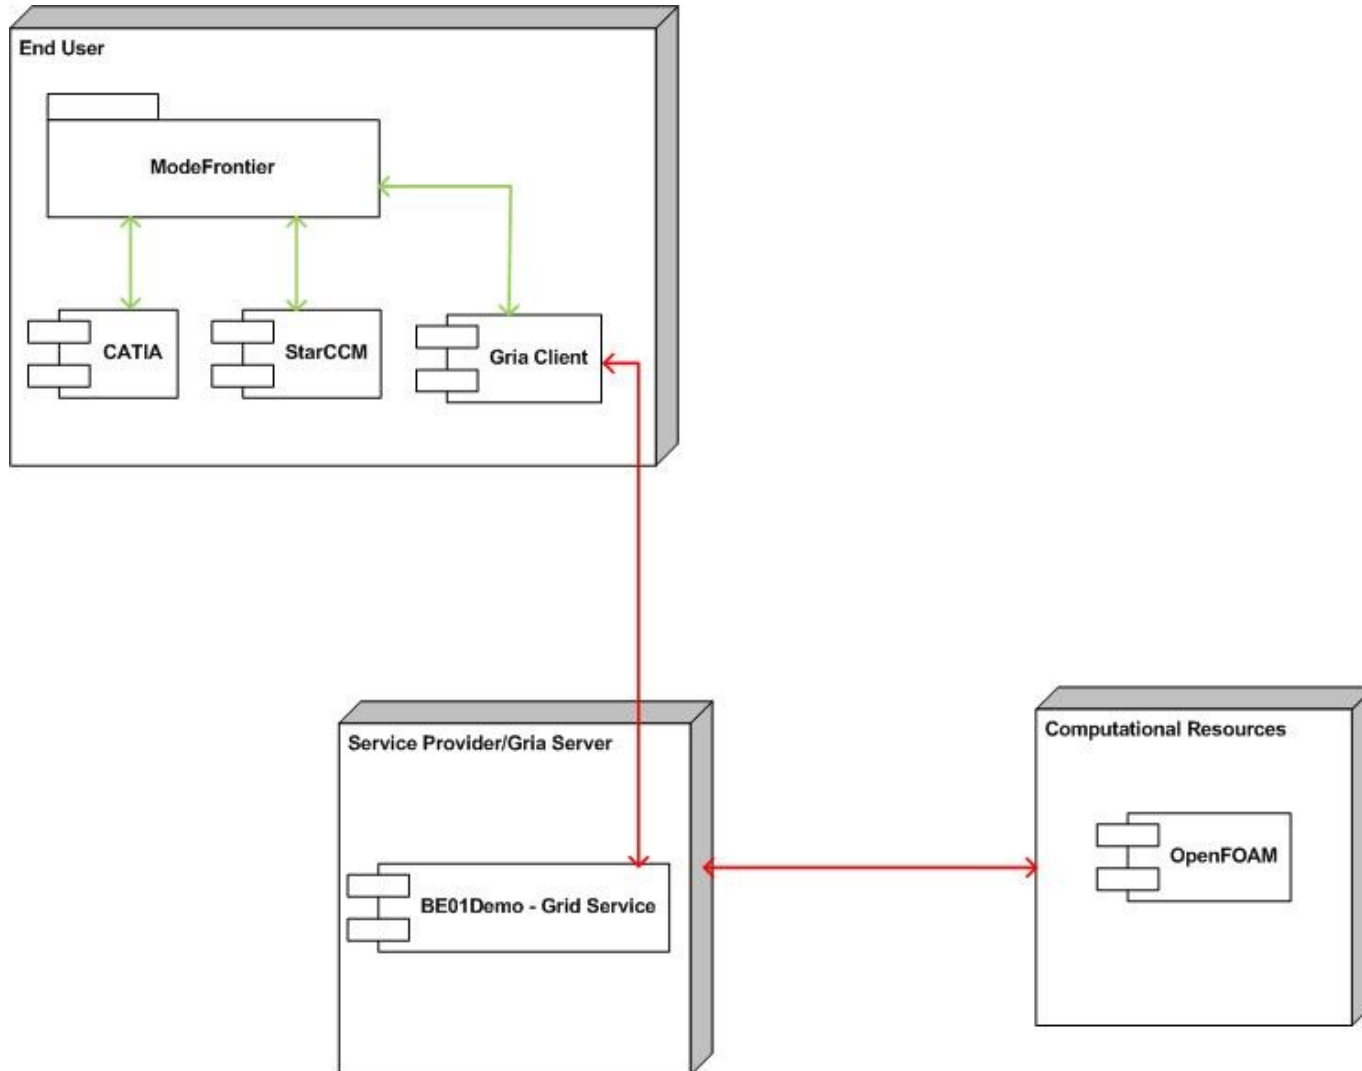 End User
ModeFrontier
CATIA
StarCCM
Gria Client
Service Provider/Gria Server
BE01Demo - Grid Service
Computational Resources
OpenFOAM